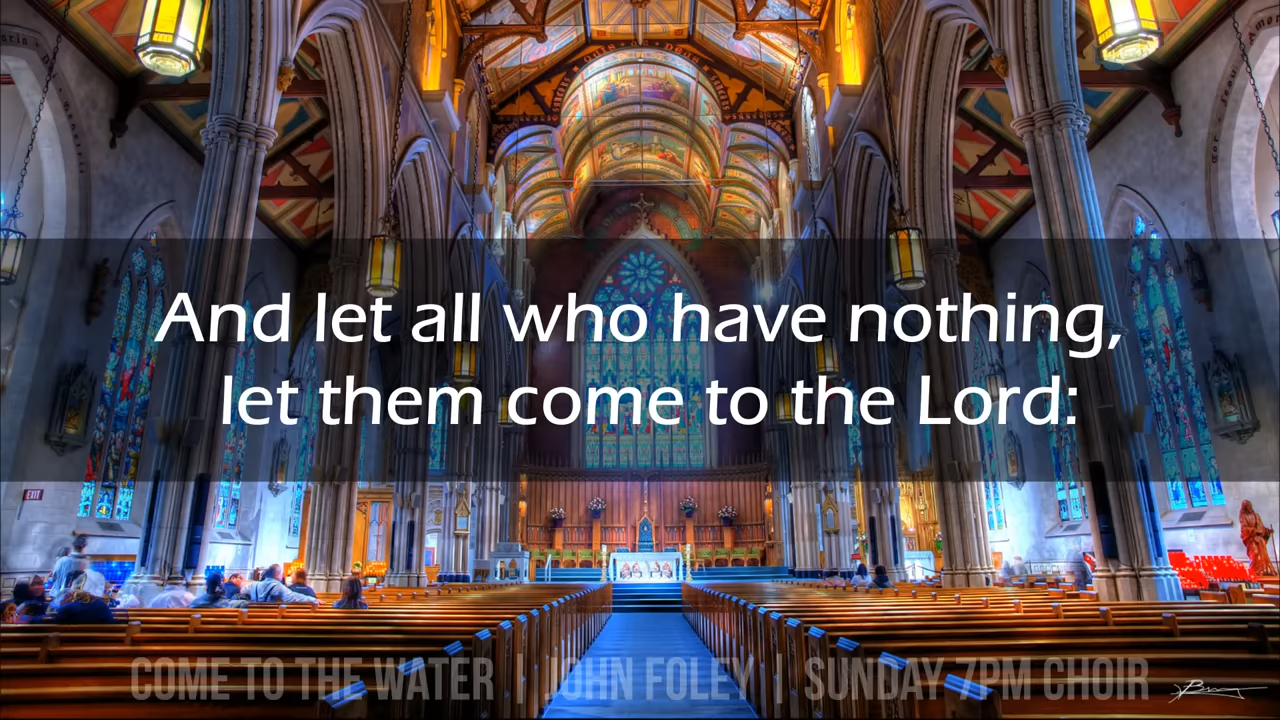 EXIT
And let all who have nothing,
let them come to the Lord:
COME TO THE WATER | JOHN FOLEY | SUNDAY 7PM CHOIR